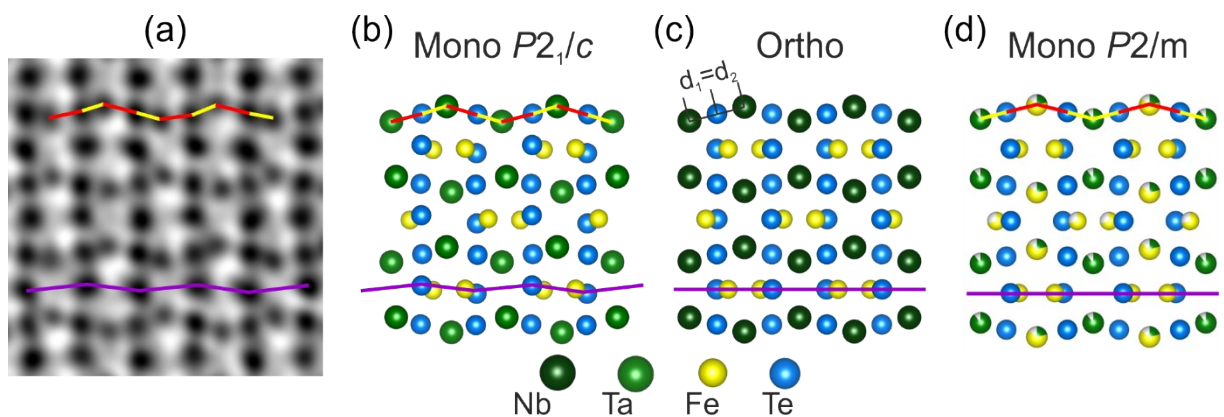 (a)
(b)
(c)
(d)
Mono P2₁/c
Ortho
Mono P2/m
d₁=d₂
Nb
Ta
Fe
Te